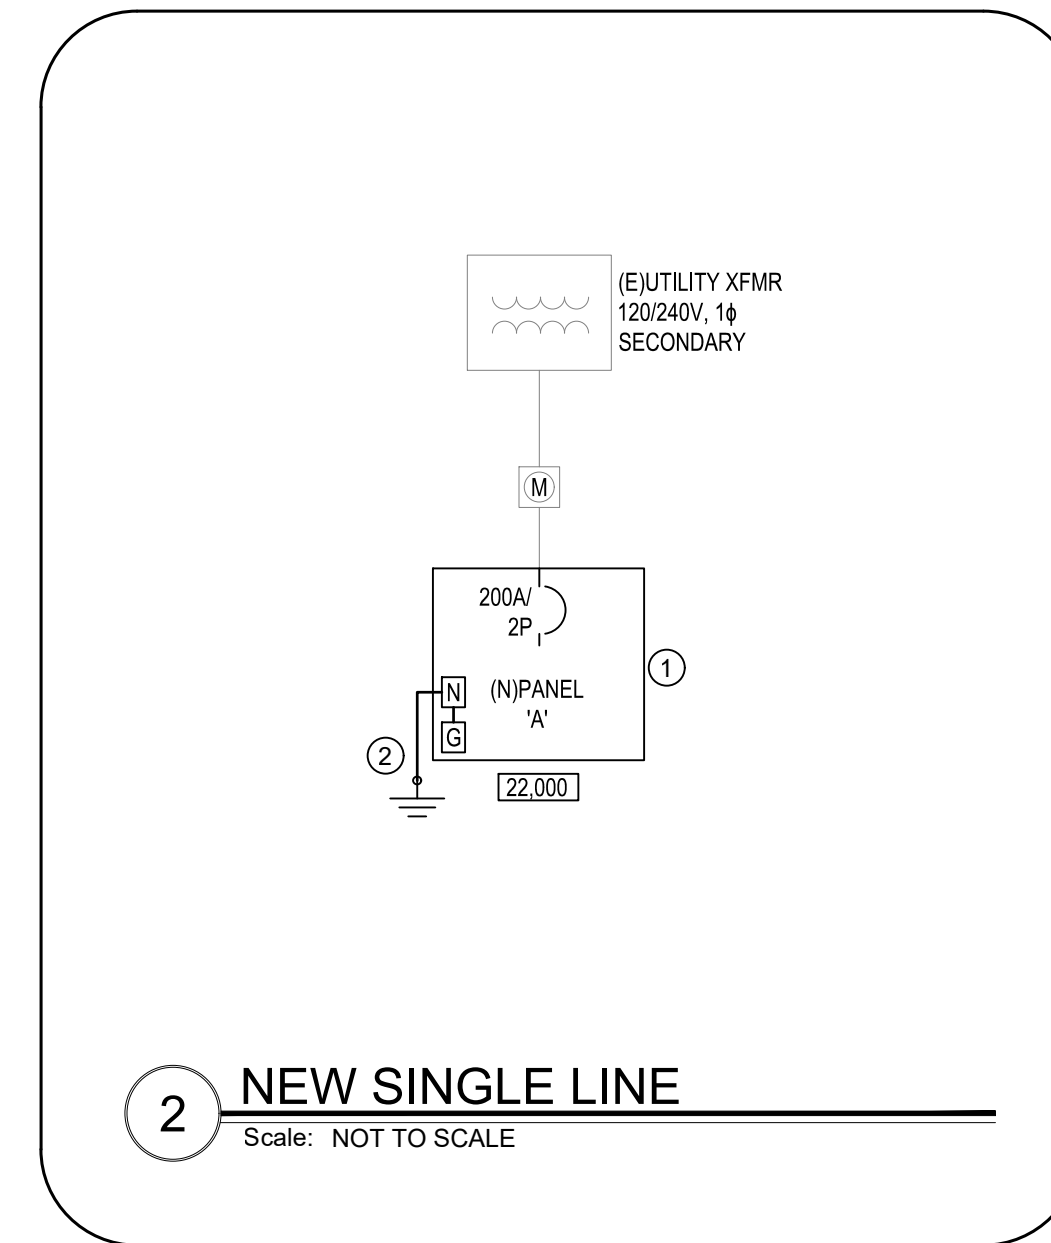 (E)UTILITY XFMR
120/240V, 1ϕ
SECONDARY
M
200A/
2P
1
N
(N)PANEL
'A'
G
2
22,000
2
NEW SINGLE LINE
Scale: NOT TO SCALE